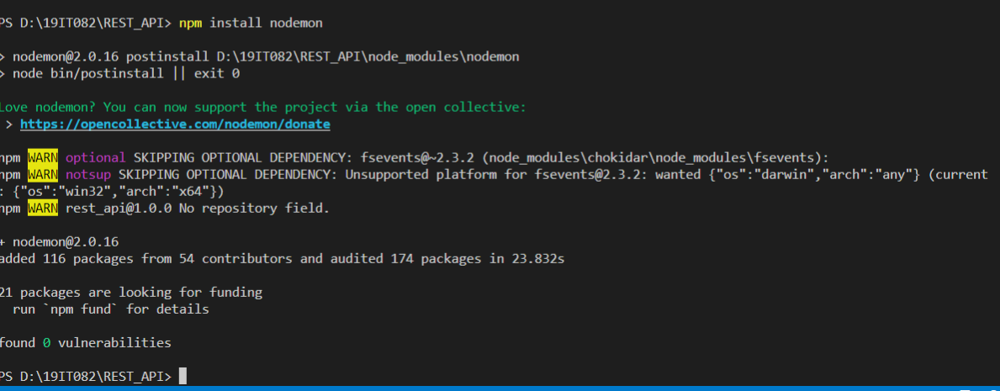 PS D:\19IT082\REST_API> npm install nodemon
> nodemon@2.0.16 postinstall D:\19IT082\REST_API\node_modules\nodemon
> node bin/postinstall || exit 0
Love nodemon? You can now support the project via the open collective:
> https://opencollective.com/nodemon/donate
npm WARN optional SKIPPING OPTIONAL DEPENDENCY: fsevents@~2.3.2 (node_modules\chokidar\node_modules\fsevents):
npm WARN notsup SKIPPING OPTIONAL DEPENDENCY: Unsupported platform for fsevents@2.3.2: wanted {"os":"darwin","arch":"any"} (current
: {"os":"win32","arch":"x64"})
npm WARN rest_api@1.0.0 No repository field.
+ nodemon@2.0.16
added 116 packages from 54 contributors and audited 174 packages in 23.832s
21 packages are looking for funding
run `npm fund` for details
found 0 vulnerabilities
PS D:\19IT082\REST_API>